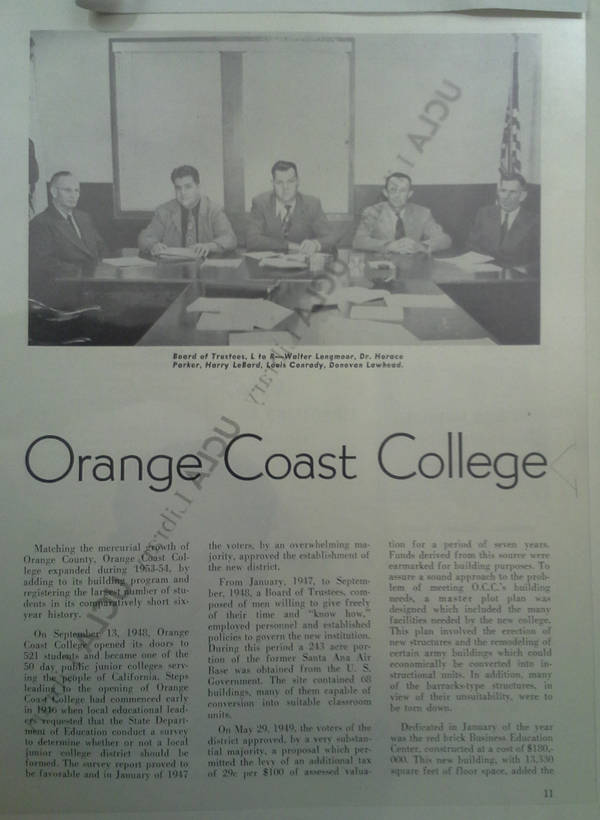 Board of Trustees, L to R—Walter Longmoor, Dr. Horace
Parker, Harry LeBard, Louis Conrady, Donovan Lawhead.
Orange Coast College
Matching the mercurial growth of
Orange County, Orange Coast Col-
lege expanded during 1953-54, by
adding to its building program and
registering the largest number of stu-
dents in its comparatively short six-
year history.
On September 13, 1948, Orange
Coast College opened its doors to
521 students and became one of the
50 day public junior colleges serv-
ing the people of California. Steps
leading to the opening of Orange
Coast College had commenced early
in 1946 when local educational lead-
ers requested that the State Depart-
ment of Education conduct a survey
to determine whether or not a local
junior college district should be
formed. The survey report proved to
be favorable and in January of 1947
the voters, by an overwhelming ma-
jority, approved the establishment of
the new district.
From January, 1947, to Septem-
ber, 1948, a Board of Trustees, com-
posed of men willing to give freely
of their time and "know how,"
employed personnel and established
policies to govern the new institution.
During this period a 243 acre por-
tion of the former Santa Ana Air
Base was obtained from the U. S.
Government. The site contained 68
buildings, many of them capable of
conversion into suitable classroom
units.
On May 29, 1949, the voters of the
district approved, by a very substan-
tial majority, a proposal which per-
mitted the levy of an additional tax
of 29c per $100 of assessed valua-
tion for a period of seven years.
Funds derived from this source were
earmarked for building purposes. To
assure a sound approach to the prob-
lem of meeting O.C.C.'s building
needs, a master plot plan was
designed which included the many
facilities needed by the new college.
This plan involved the erection of
new structures and the remodeling of
certain army buildings which could
economically be converted into in-
structional units. In addition, many
of the barracks-type structures, in
view of their unsuitability, were to
be torn down.
Dedicated in January of the year
was the red brick Business Education
Center, constructed at a cost of $180,-
000. This new building, with 13,330
square feet of floor space, added the
11
UCLA Library
UCLA Library
UCLA